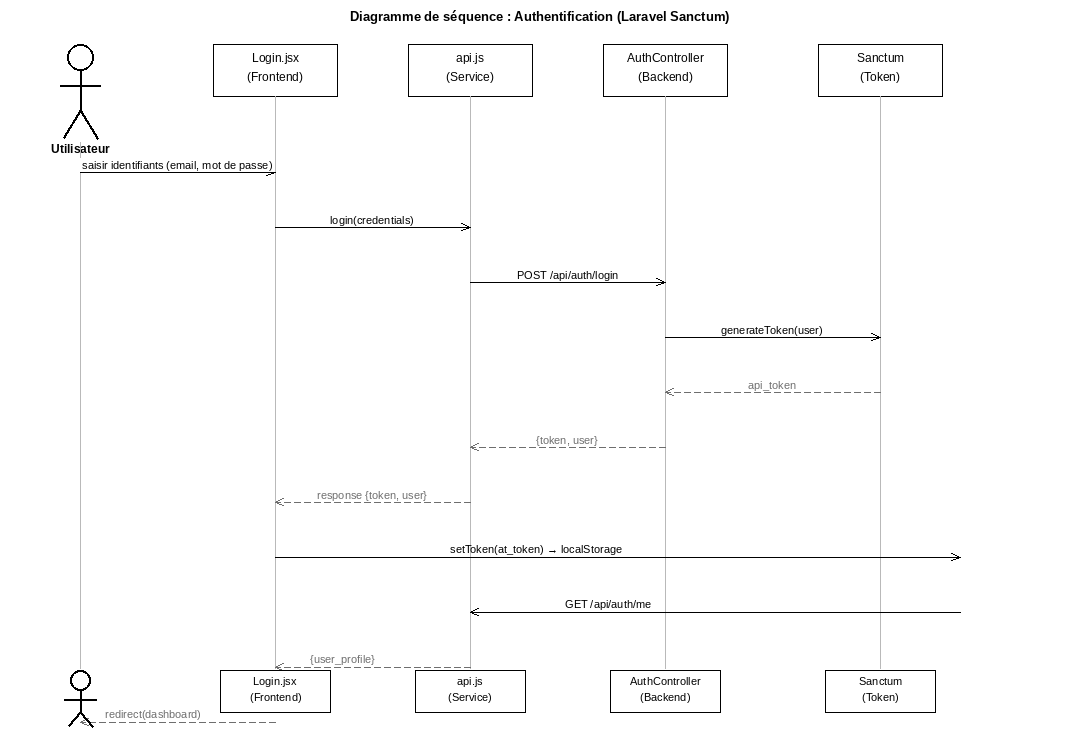 Diagramme de séquence : Authentification (Laravel Sanctum)
Login.jsx
(Frontend)
api.js
(Service)
AuthController
(Backend)
Sanctum
(Token)
Utilisateur
saisir identifiants (email, mot de passe)
login(credentials)
POST /api/auth/login
generateToken(user)
api_token
{token, user}
response {token, user}
setToken(at_token) → localStorage
GET /api/auth/me
{user_profile}
Login.jsx
(Frontend)
api.js
(Service)
AuthController
(Backend)
Sanctum
(Token)
redirect(dashboard)